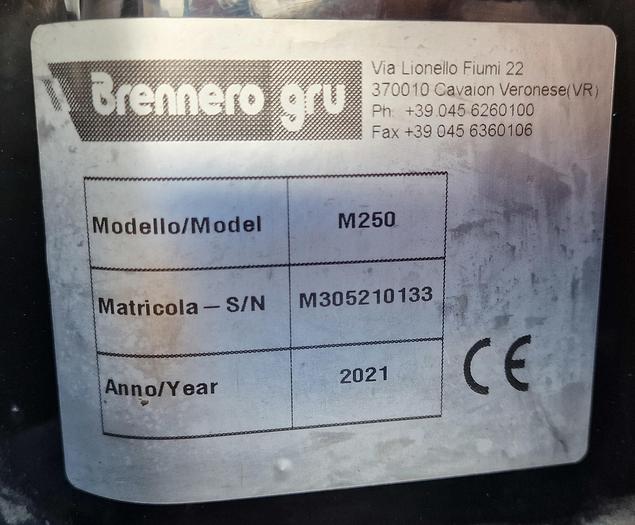 Brennero gru
Via Lionello Fiumi 22
370010 Cavaion Veronese(VR)
Ph. +39.045 6260100
Fax +39 045 6360106
Modello/Model M250
Matricola – S/N M305210133
Anno/Year 2021
CE